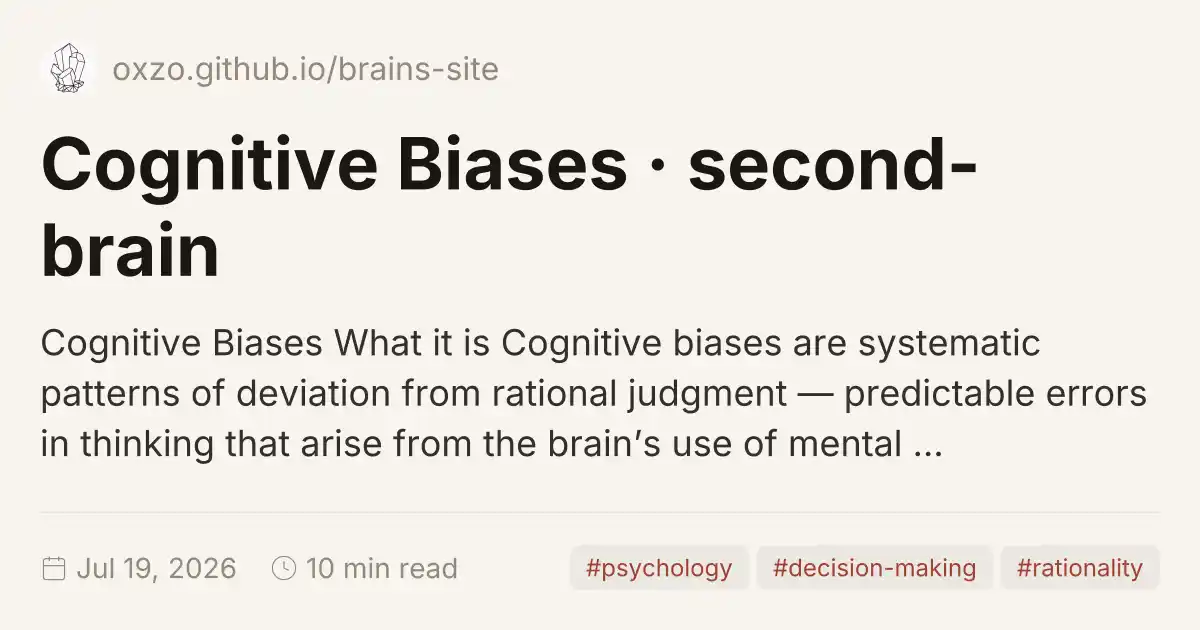 oxzo.github.io/brains-site
Cognitive Biases · second-
brain
Cognitive Biases What it is Cognitive biases are systematic
patterns of deviation from rational judgment — predictable errors
in thinking that arise from the brain’s use of mental ...
Jul 19, 2026 10 min read #psychology #decision-making #rationality